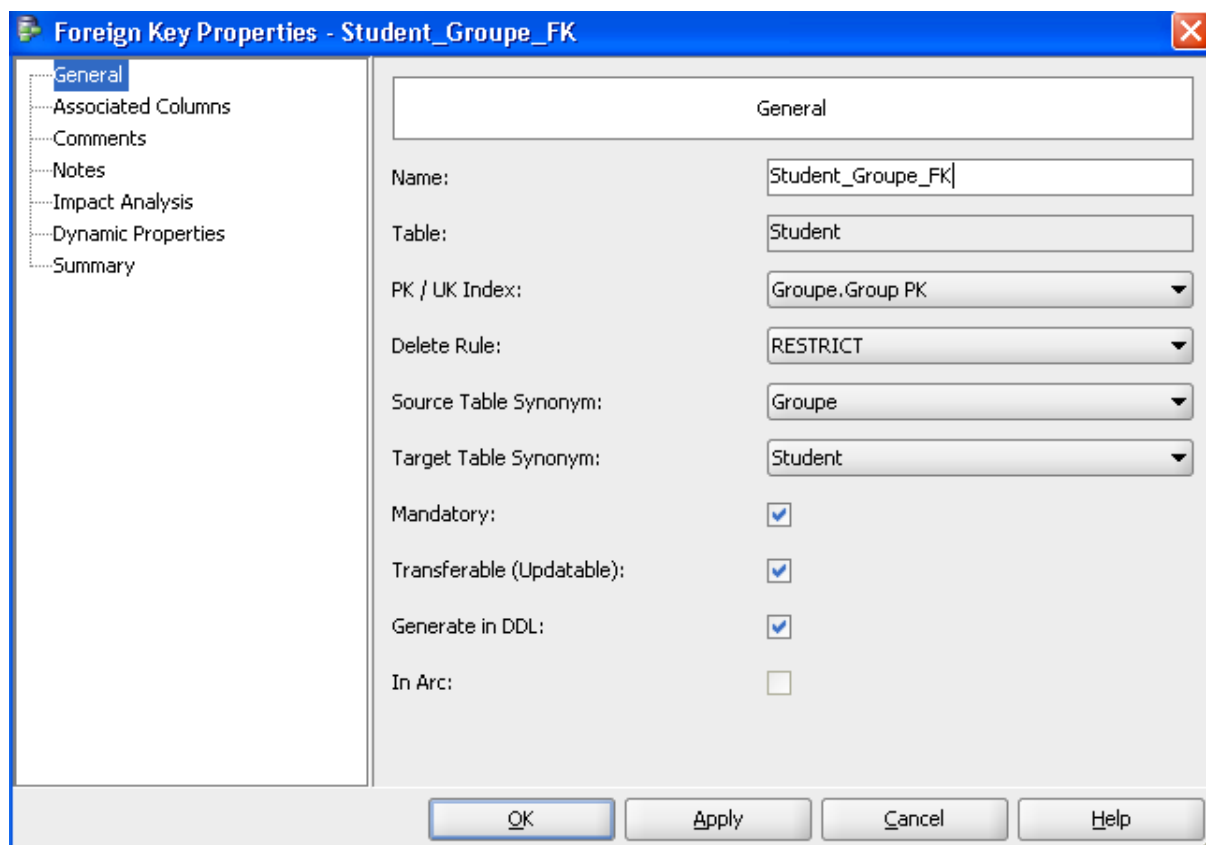 Foreign Key Properties - Student_Groupe_FK
General
Associated Columns
Comments
Notes
Impact Analysis
Dynamic Properties
Summary
General
Name: Student_Groupe_FK
Table: Student
PK / UK Index: Groupe.Group PK
Delete Rule: RESTRICT
Source Table Synonym: Groupe
Target Table Synonym: Student
Mandatory:
Transferable (Updatable):
Generate in DDL:
In Arc:
OK Apply Cancel Help